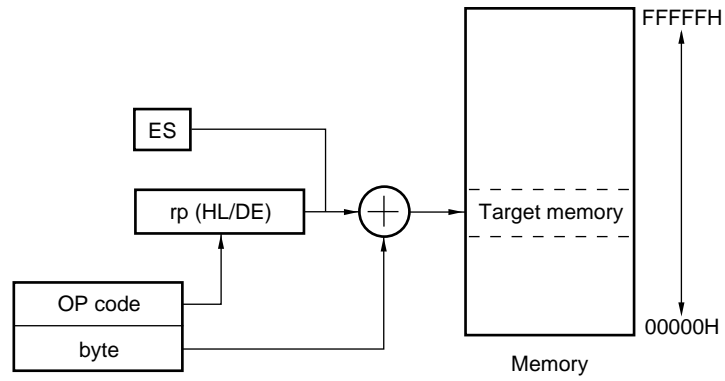 FFFFFH
ES
rp (HL/DE)
Target memory
OP code
byte
00000H
Memory